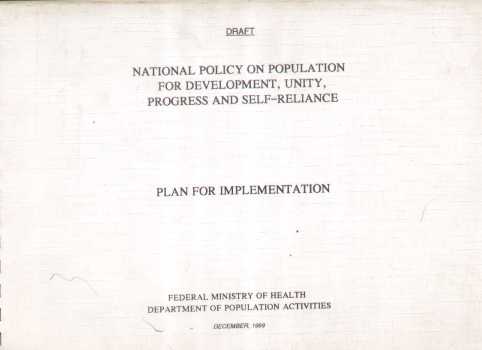 DRAFT
NATIONAL POLICY ON POPULATION
FOR DEVELOPMENT, UNITY,
PROGRESS AND SELF-RELIANCE
PLAN FOR IMPLEMENTATION
FEDERAL MINISTRY OF HEALTH
DEPARTMENT OF POPULATION ACTIVITIES
DECEMBER, 1989